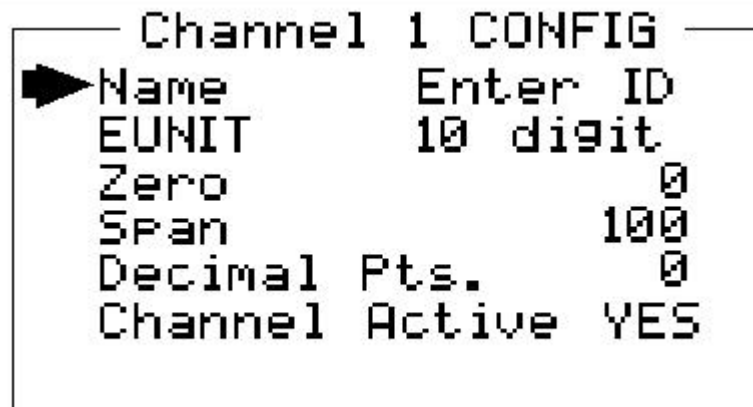 Channel 1 CONFIG
Name Enter ID
EUNIT 10 digit
Zero 0
Span 100
Decimal Pts. 0
Channel Active YES